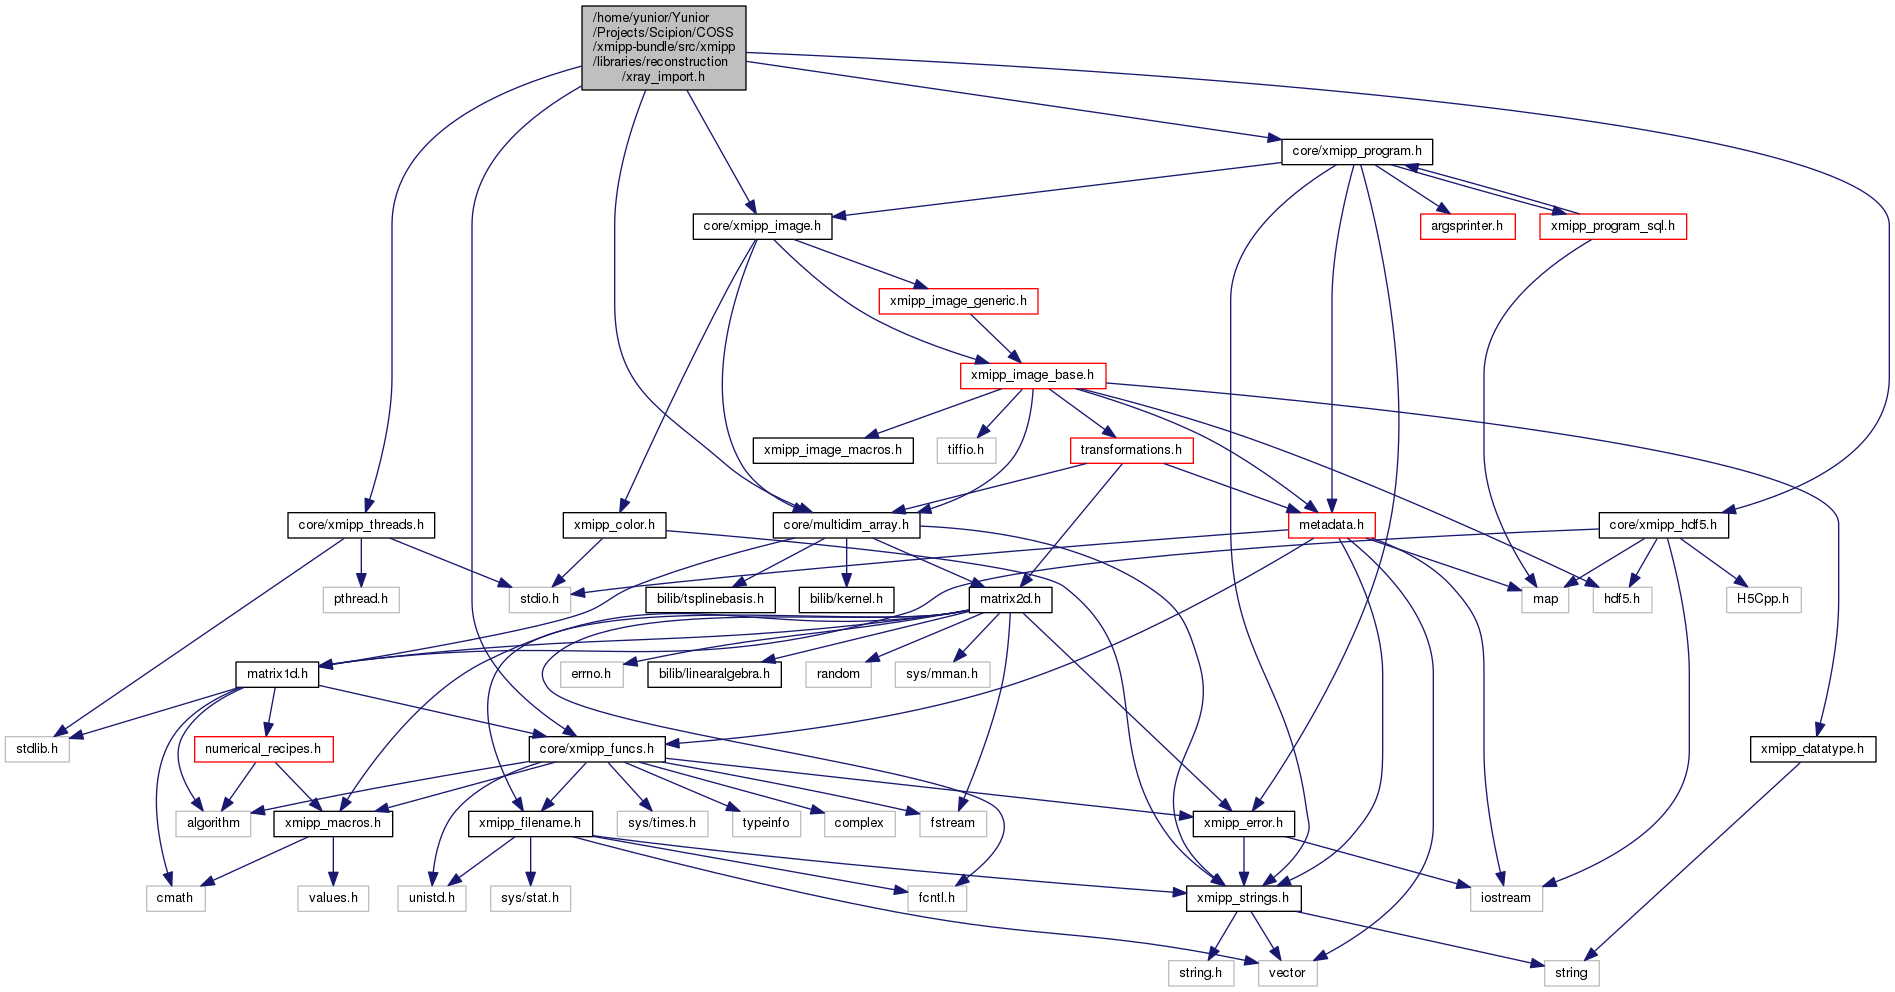 /home/yunior/Yunior
/Projects/Scipion/COSS
/xmipp-bundle/src/xmipp
/libraries/reconstruction
/xray_import.h
core/xmipp_program.h
core/xmipp_image.h
argsprinter.h
xmipp_program_sql.h
xmipp_image_generic.h
xmipp_image_base.h
xmipp_image_macros.h
tiffio.h
transformations.h
core/xmipp_threads.h
xmipp_color.h
core/multidim_array.h
metadata.h
core/xmipp_hdf5.h
pthread.h
stdio.h
bilib/tsplinebasis.h
bilib/kernel.h
matrix2d.h
map
hdf5.h
H5Cpp.h
matrix1d.h
errno.h
bilib/linearalgebra.h
random
sys/mman.h
stdlib.h
numerical_recipes.h
core/xmipp_funcs.h
xmipp_datatype.h
algorithm
xmipp_macros.h
xmipp_filename.h
sys/times.h
typeinfo
complex
fstream
xmipp_error.h
cmath
values.h
unistd.h
sys/stat.h
fcntl.h
xmipp_strings.h
iostream
string.h
vector
string